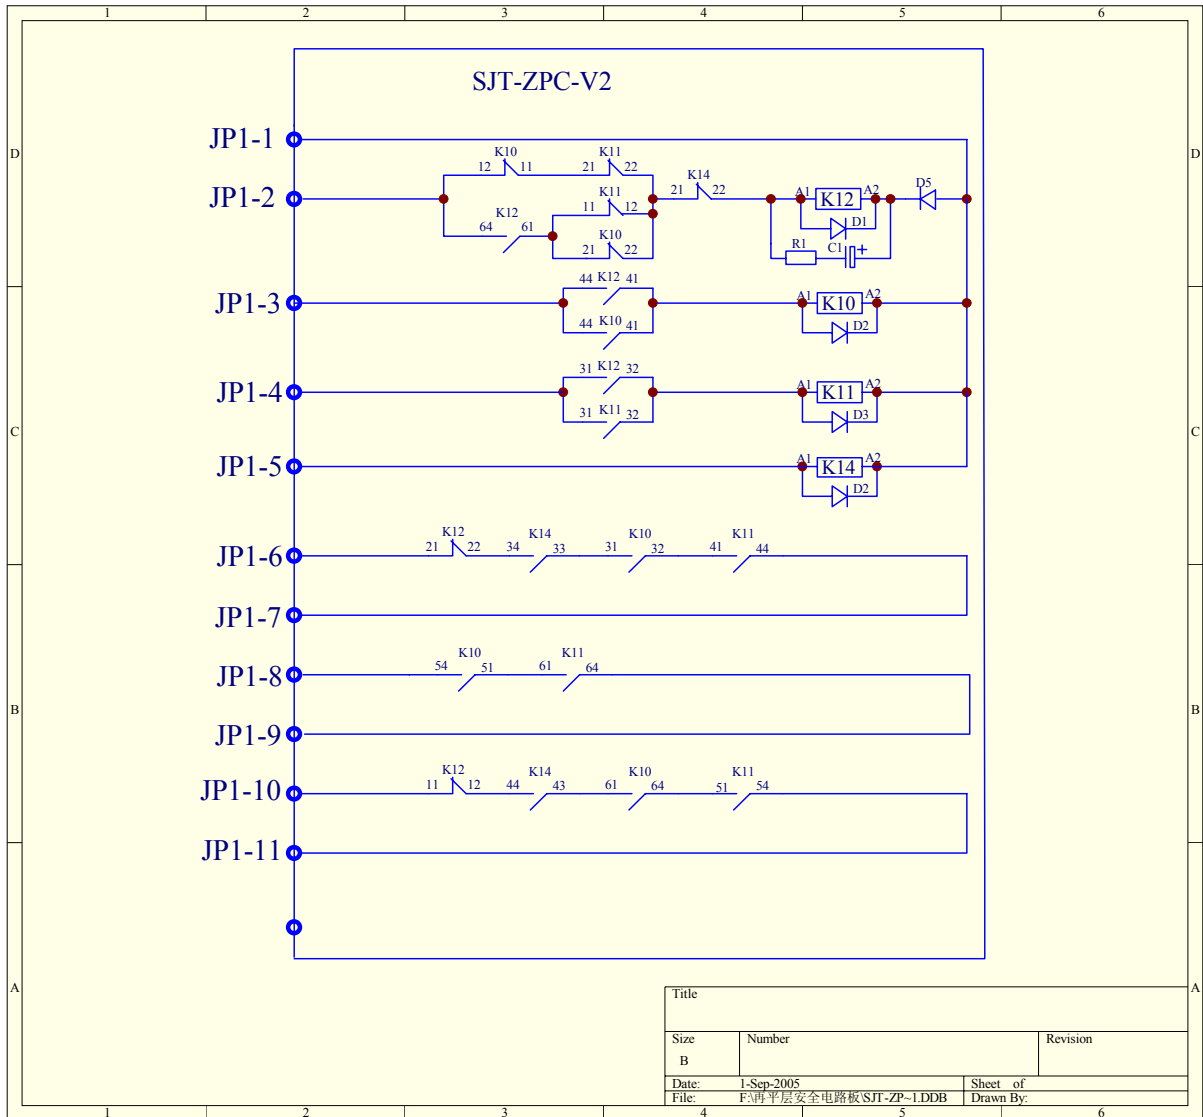 1 2 3 4 5 6
SJT-ZPC-V2
JP1-1
D D
K10 K11
12 11 21 22
K14 D5
JP1-2 21 22 A1 K12 A2
K11
11 12
K12
64 61
D1
K10
21 22
R1 C1 +
JP1-3 44 K12 41 A1 K10 A2
44 K10 41 D2
JP1-4 31 K12 32 A1 K11 A2
31 K11 32 D3
C C
JP1-5 A1 K14 A2
D2
K12 K14 K10 K11
JP1-6 21 22 34 33 31 32 41 44
JP1-7
K10 K11
JP1-8 54 51 61 64
B B
JP1-9
K12 K14 K10 K11
JP1-10 11 12 44 43 61 64 51 54
JP1-11
A A
Title
Size Number Revision
B
Date: 1-Sep-2005 Sheet of
File: F:\再平层安全电路板\SJT-ZP~1.DDB Drawn By:
1 2 3 4 5 6